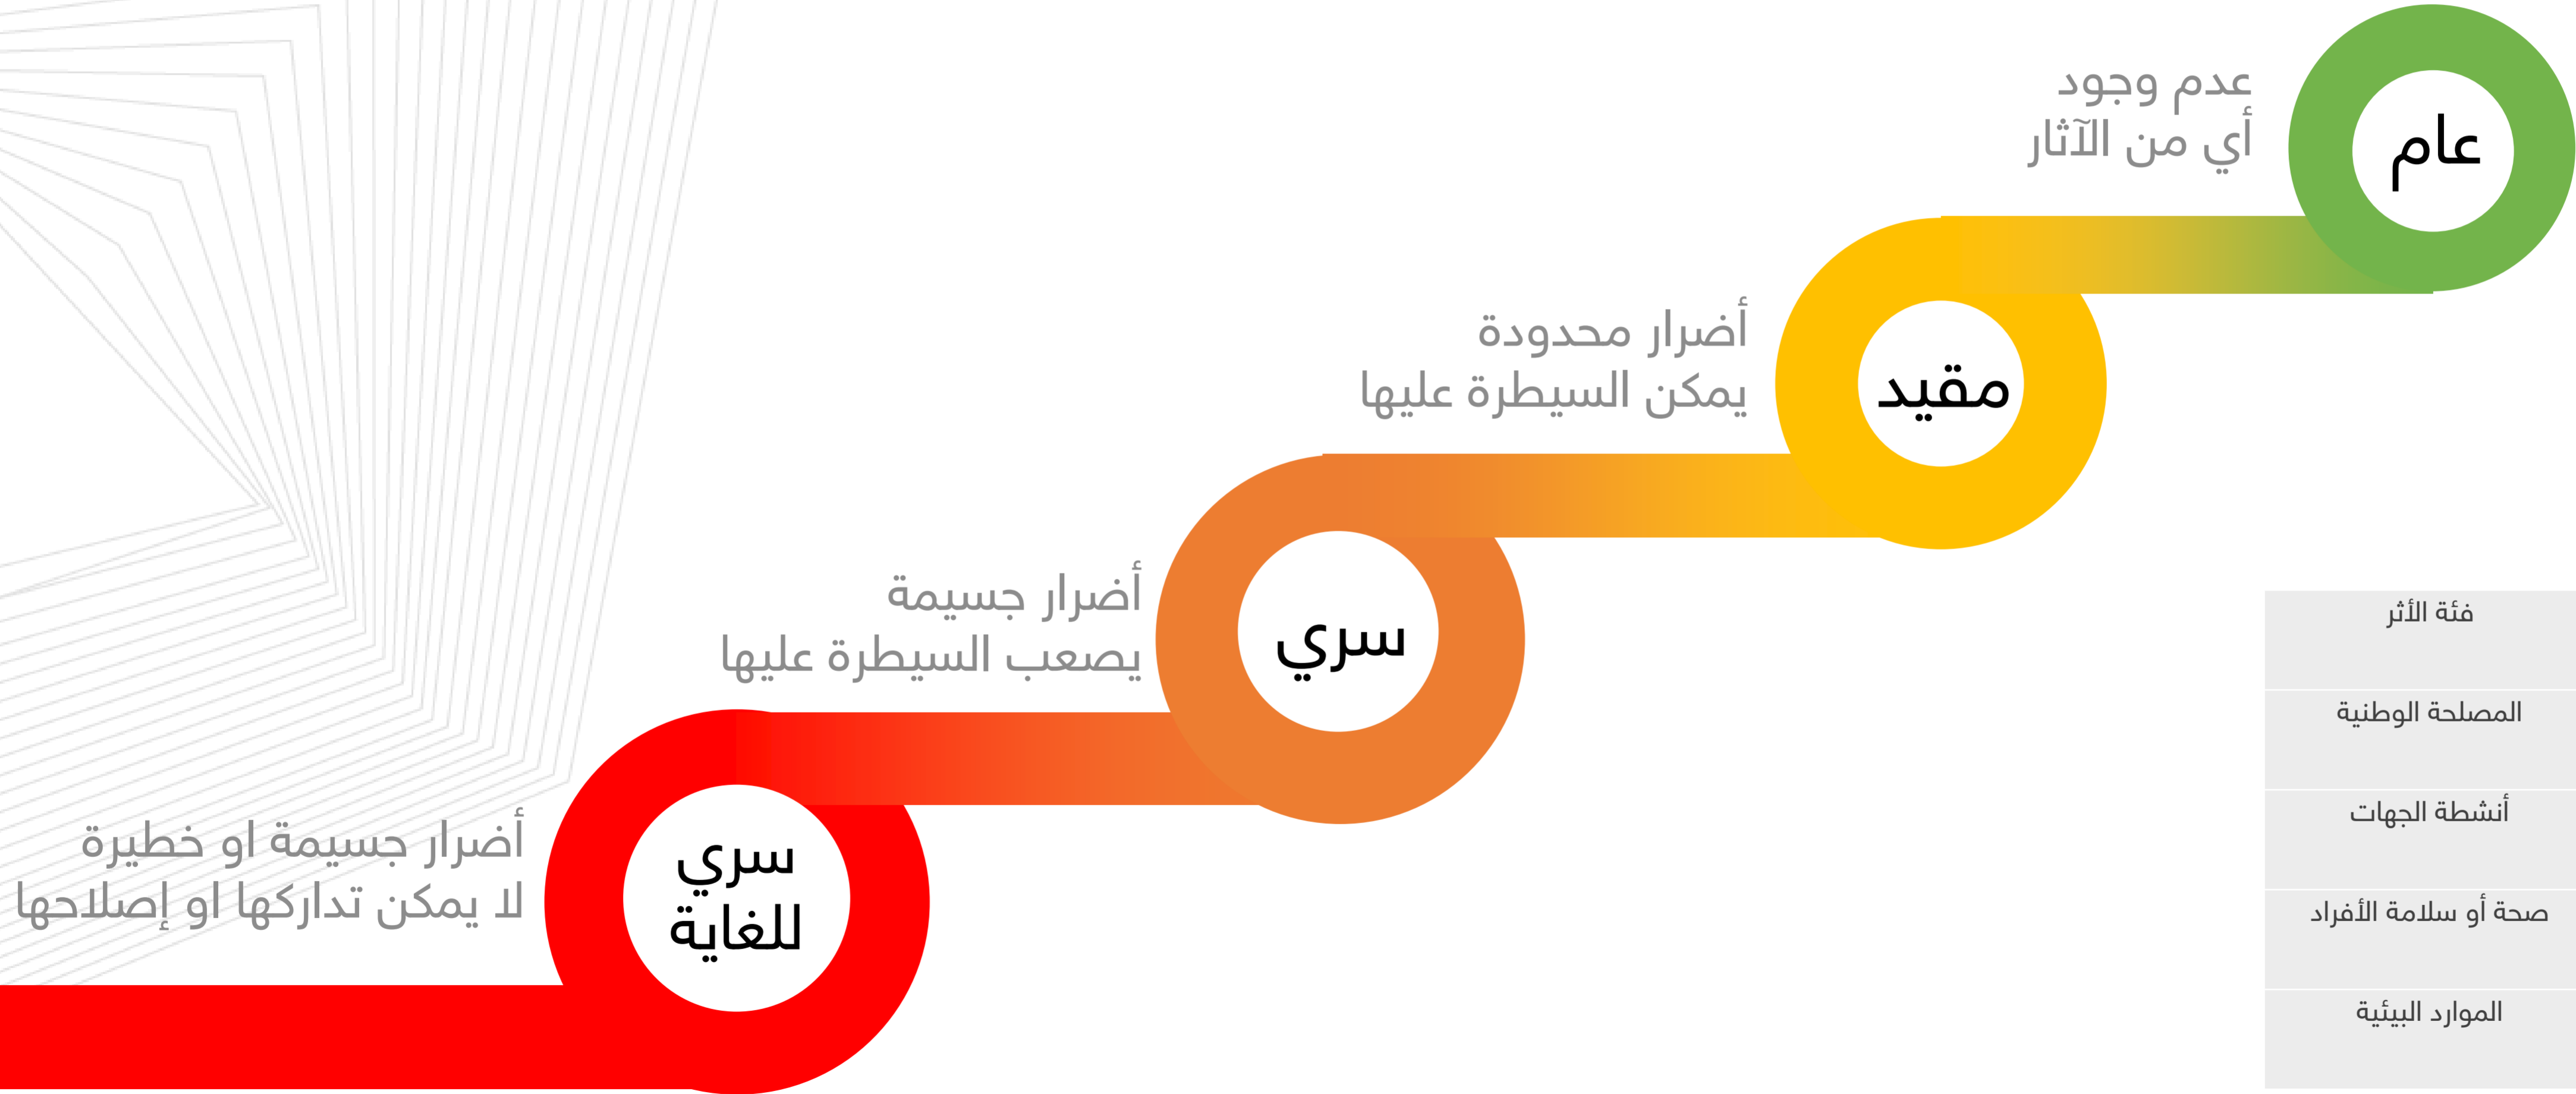 عام
عدم وجود
أي من الآثار
مقيد
أضرار محدودة
يمكن السيطرة عليها
سري
أضرار جسيمة
يصعب السيطرة عليها
سري
للغاية
أضرار جسيمة او خطيرة
لا يمكن تداركها او إصلاحها
فئة الأثر
المصلحة الوطنية
أنشطة الجهات
صحة أو سلامة الأفراد
الموارد البيئية